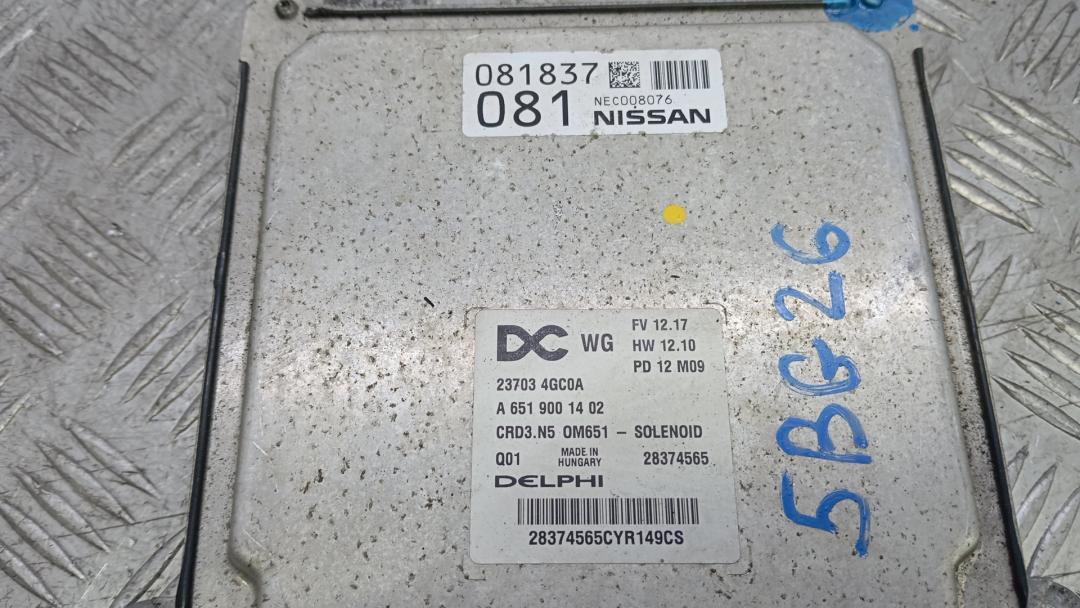 081837
081 NEC008076
NISSAN
DC WG FV 12.17
HW 12.10
PD 12 M09
23703 4GC0A
A 651 900 14 02
CRD3.N5 OM651 – SOLENOID
Q01 MADE IN HUNGARY 28374565
DELPHI
28374565CYR149CS
5BG26